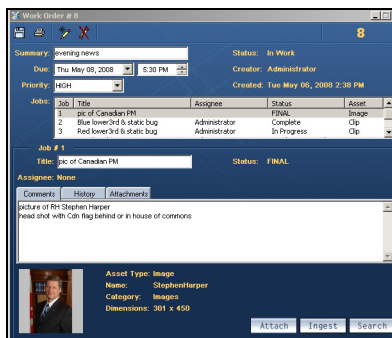 Work Order # 8
8
Summary: evening news Status: In Work
Due: Thu May 08, 2008 5:30 PM Creator: Administrator
Priority: HIGH Created: Tue May 06, 2008 2:38 PM
Jobs: Job Title Assignee Status Asset
1 pic of Canadian PM FINAL Image
2 Blue lower3rd & static bug Administrator Complete Clip
3 Red lower3rd & static bug Administrator In Progress Clip
Job # 1
Title: pic of Canadian PM Status: FINAL
Assignee: None
Comments History Attachments
picture of RH Stephen Harper
head shot with Cdn flag behind or in house of commons
Asset Type: Image
Name: StephenHarper
Category: Images
Dimensions: 301 x 450
Attach Ingest Search